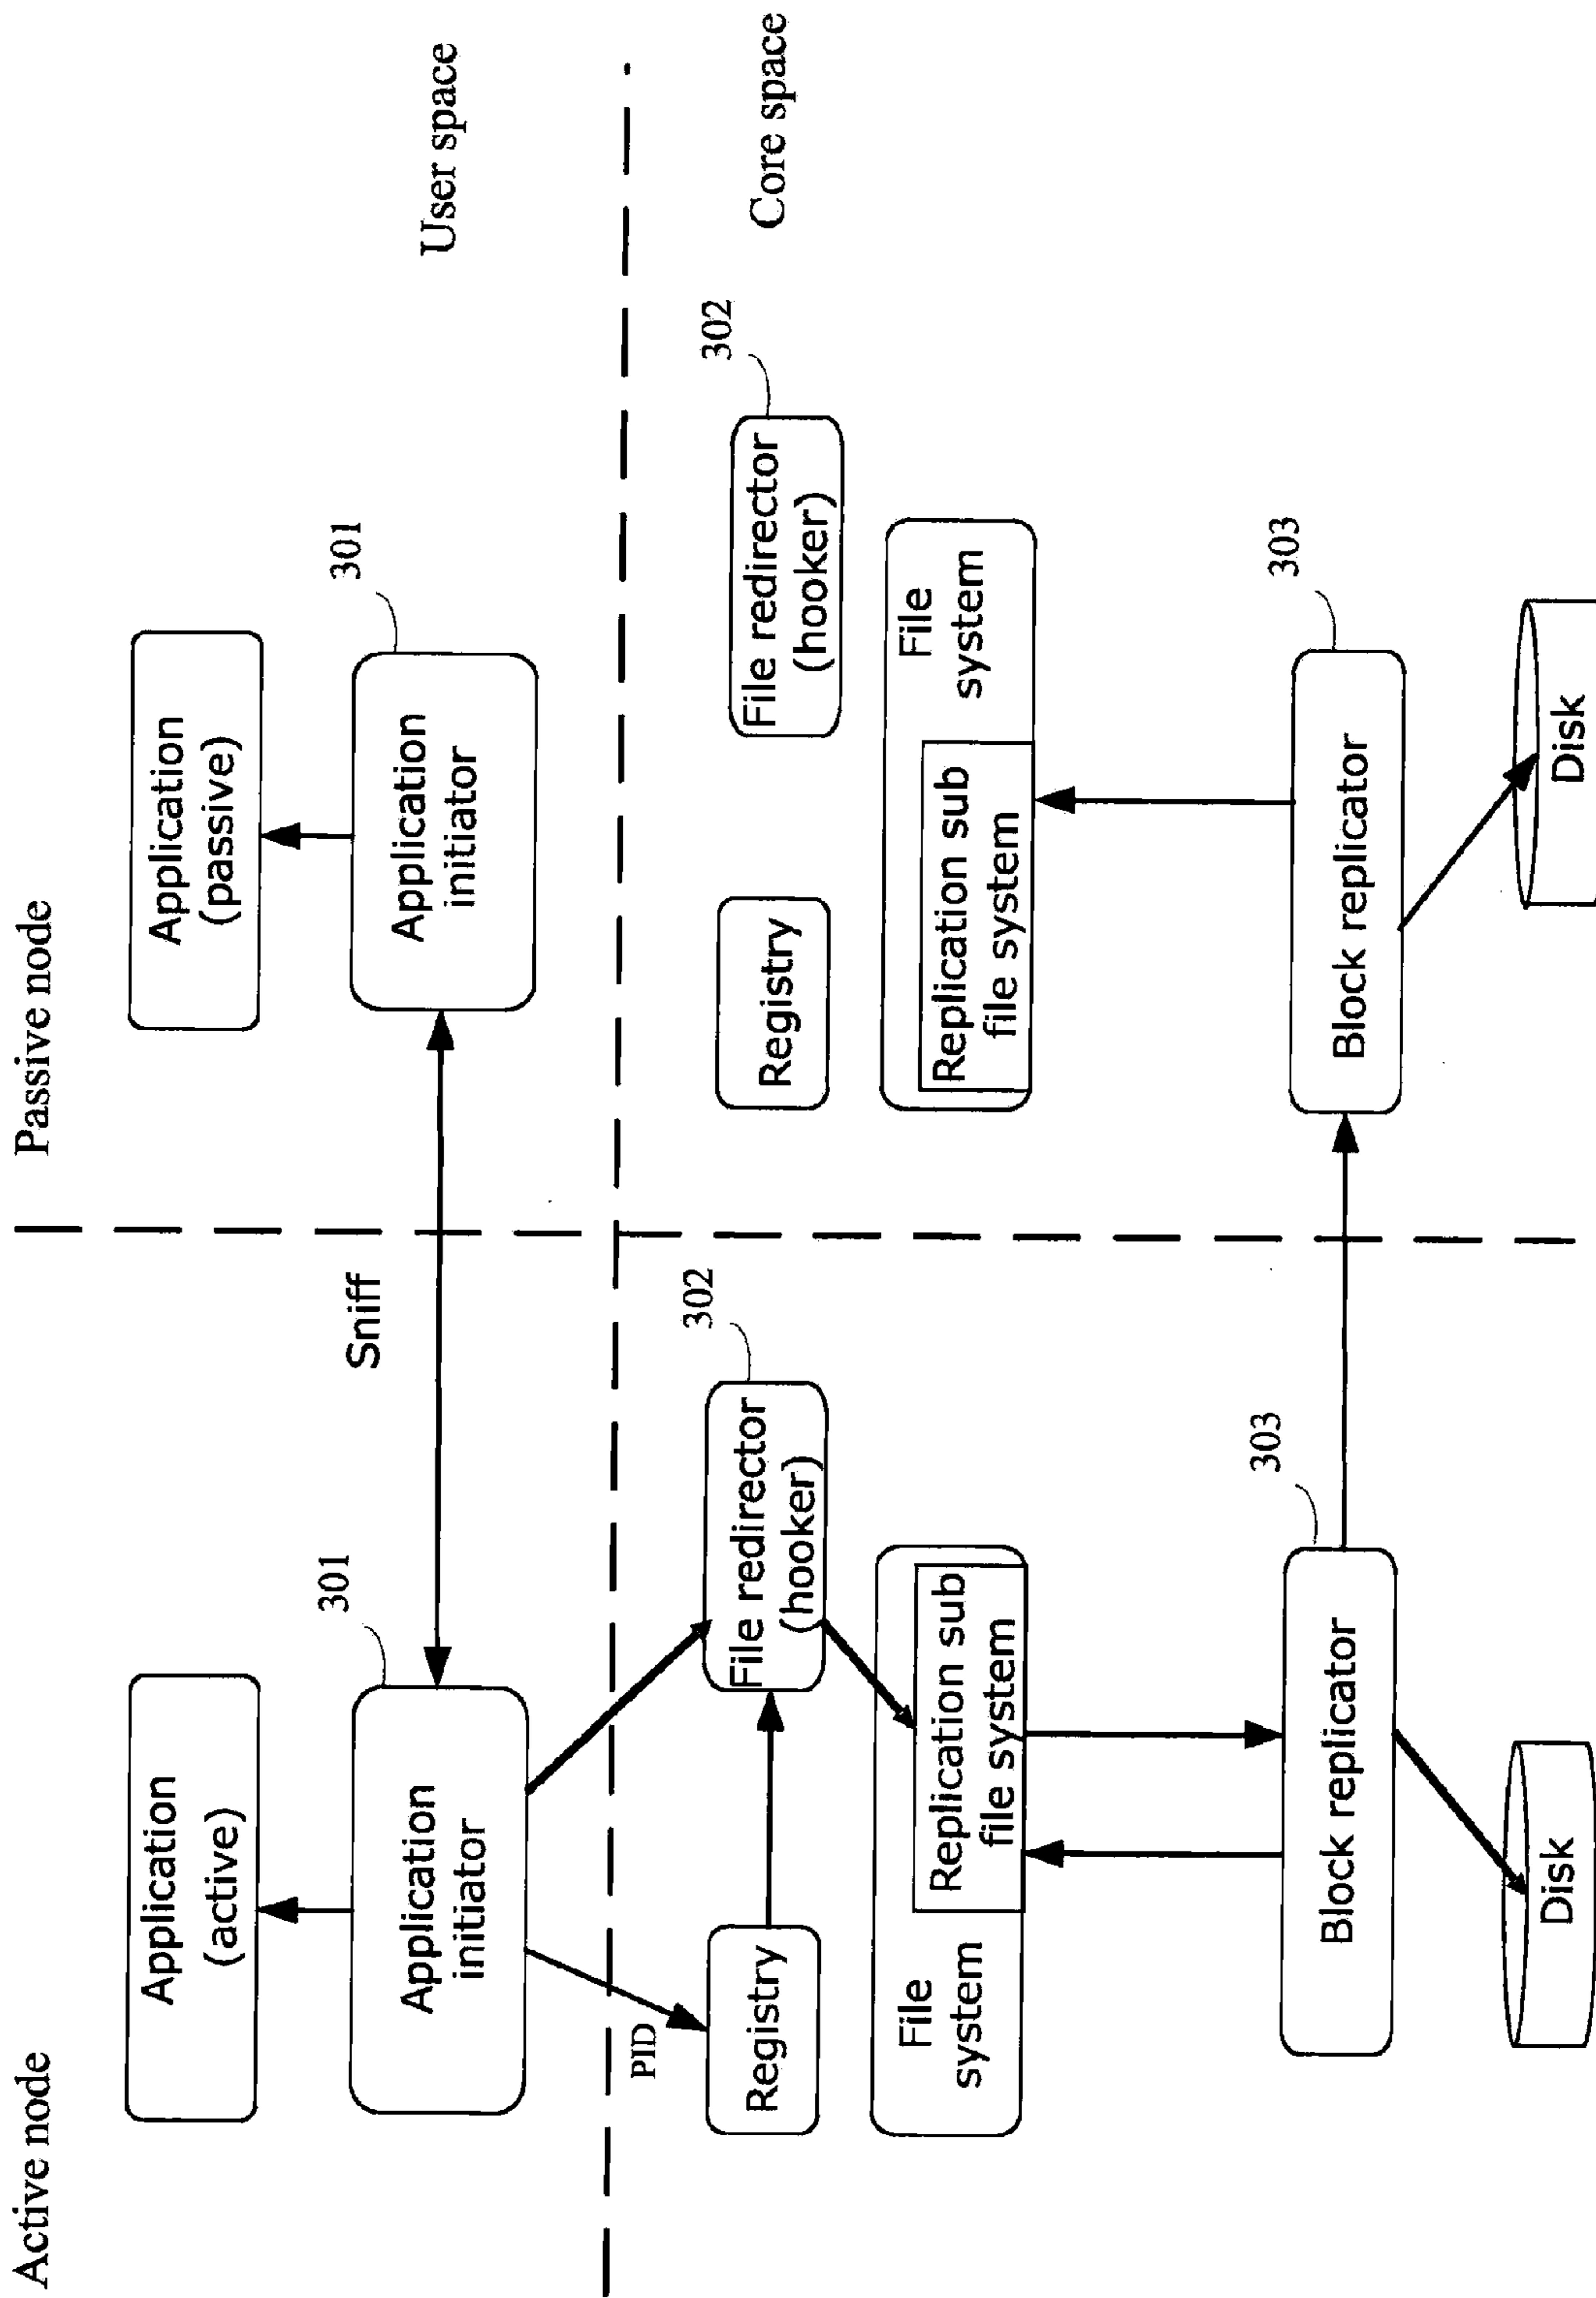 Active node
Passive node
Application
(active)
301
Application
initiator
Sniff
Application
(passive)
301
Application
initiator
User space
PID
Core space
Registry
302
File redirector
(hooker)
File
system
Replication sub
file system
303
Block replicator
Disk
Registry
302
File redirector
(hooker)
Replication sub
file system
File
system
303
Block replicator
Disk